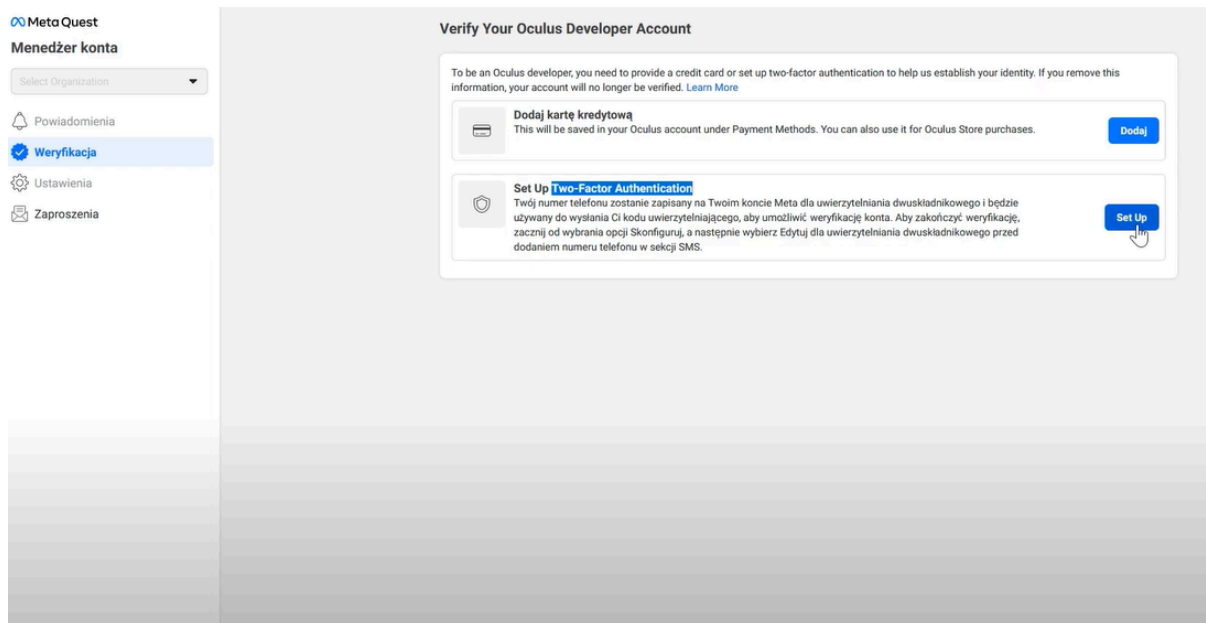 Meta Quest
Menedżer konta
Select Organization
Powiadomienia
Weryfikacja
Ustawienia
Zaproszenia
Verify Your Oculus Developer Account
To be an Oculus developer, you need to provide a credit card or set up two-factor authentication to help us establish your identity. If you remove this
information, your account will no longer be verified. Learn More
Dodaj kartę kredytową
This will be saved in your Oculus account under Payment Methods. You can also use it for Oculus Store purchases.
Dodaj
Set Up Two-Factor Authentication
Twój numer telefonu zostanie zapisany na Twoim koncie Meta dla uwierzytelniania dwuskładnikowego i będzie
używany do wysłania Ci kodu uwierzytelniającego, aby umożliwić weryfikację konta. Aby zakończyć weryfikację,
zacznij od wybrania opcji Skonfiguruj, a następnie wybierz Edytuj dla uwierzytelniania dwuskładnikowego przed
dodaniem numeru telefonu w sekcji SMS.
Set Up